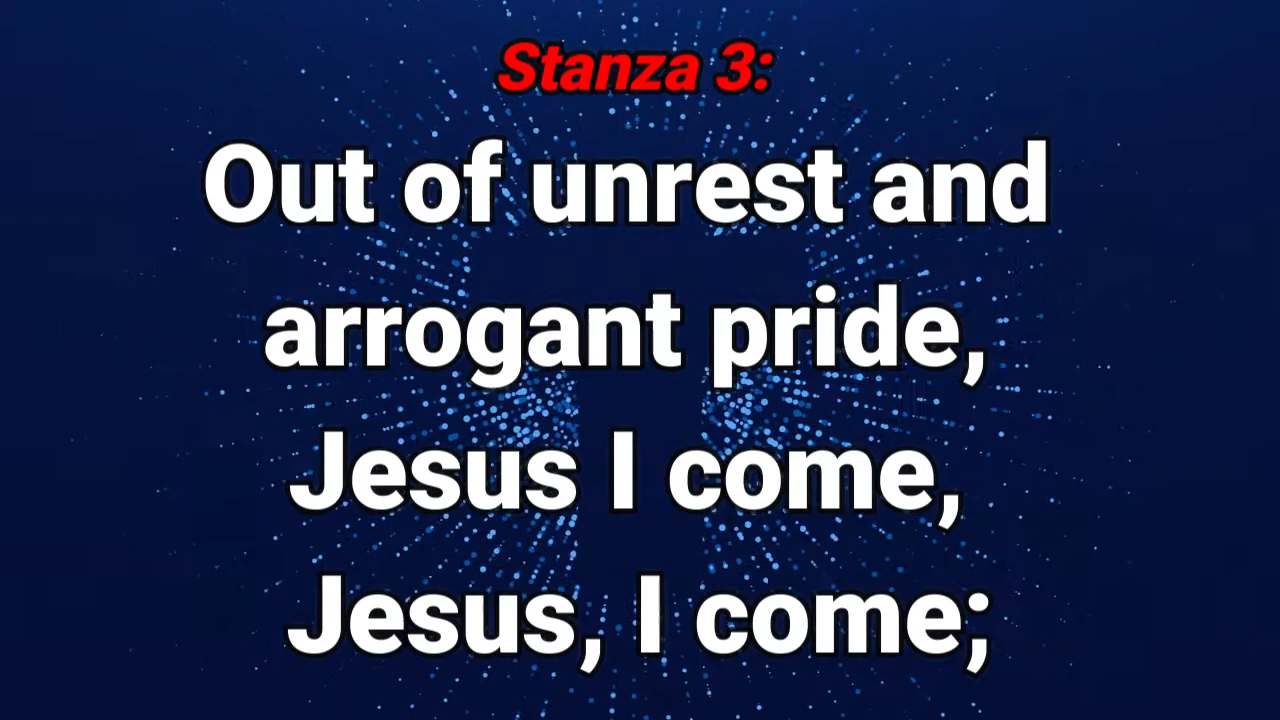 Stanza 3:
Out of unrest and
arrogant pride,
Jesus I come,
Jesus, I come;